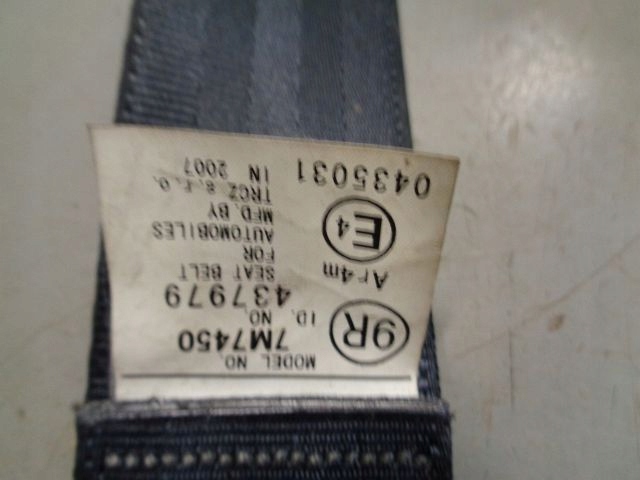 MODEL NO.
7M7450
ID. NO.
437979
SEAT BELT
FOR
AUTOMOBILES
MFD. BY
TRCZ s.r.o.
IN 2007
9R
Ar4m
E4
0435031